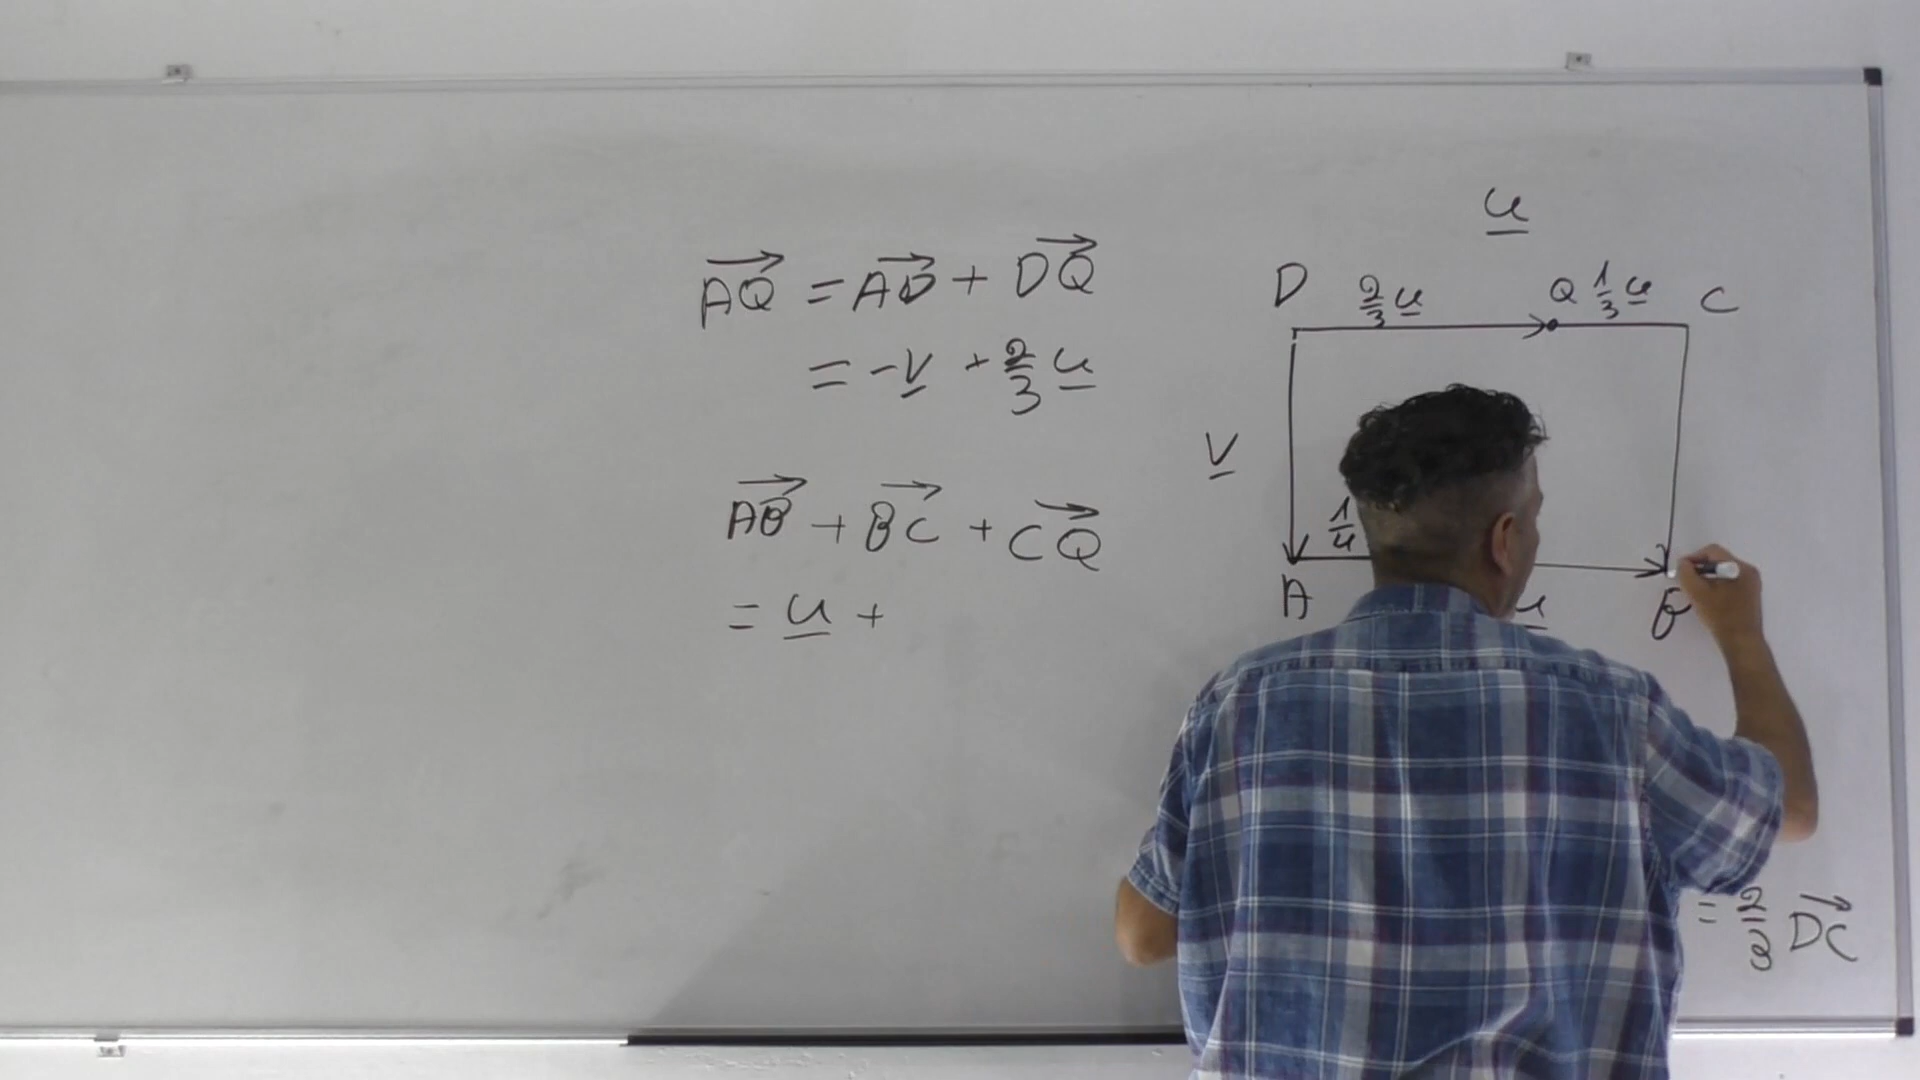 AQ⃗ = AD⃗ + DQ⃗
= -v + 2/3 u
AB⃗ + BC⃗ + CQ⃗
= u +
u
D 2/3 u Q 1/3 u C
v
1/4
A u B
= 2/3 DC⃗